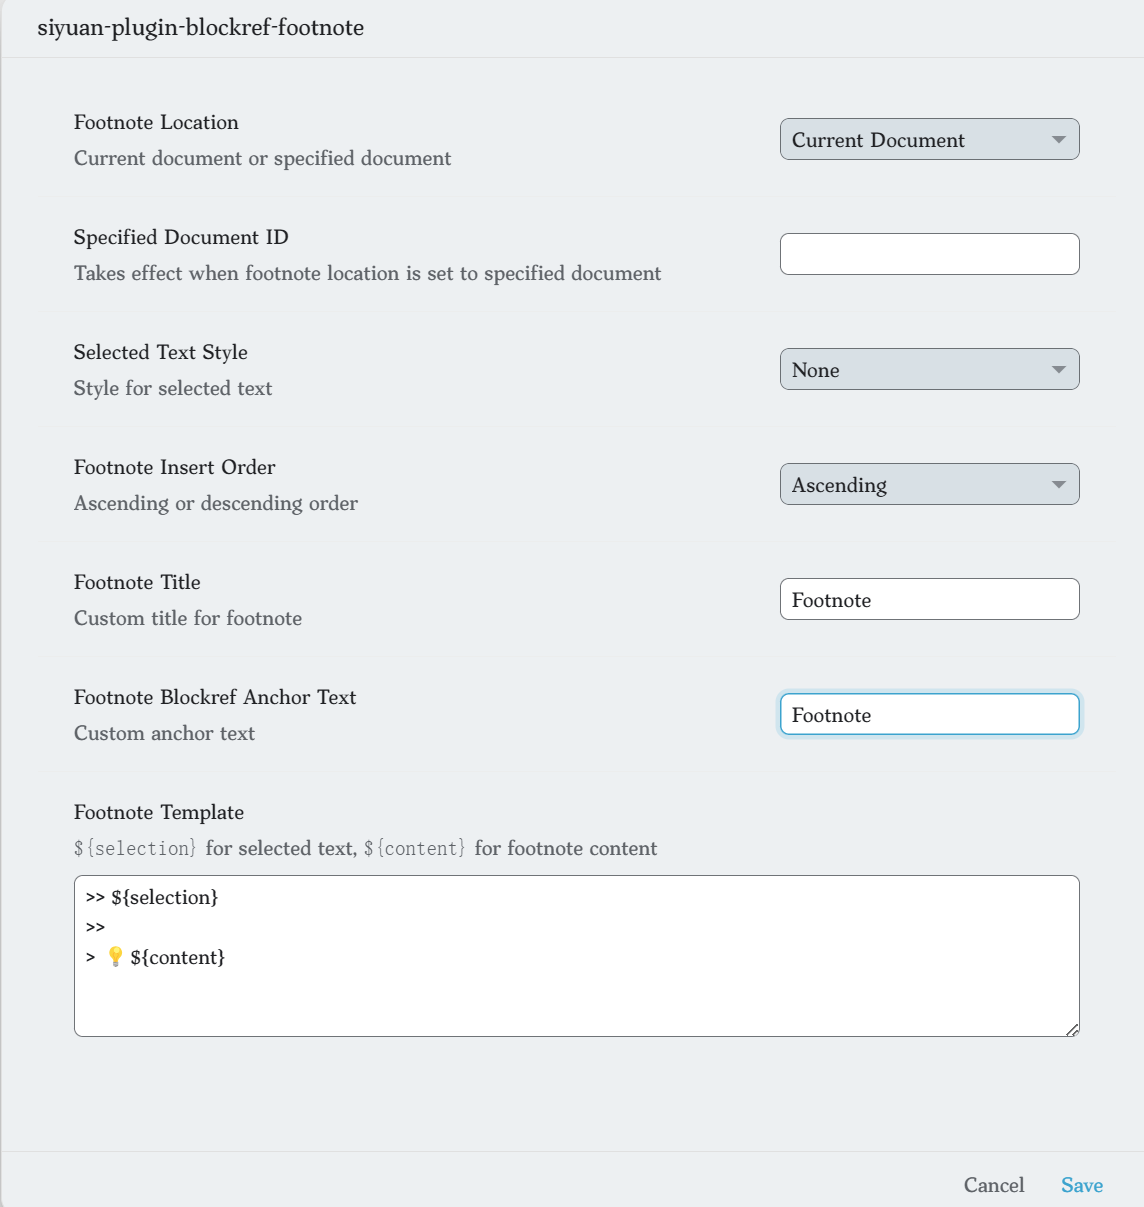 siyuan-plugin-blockref-footnote
Footnote Location
Current document or specified document
Current Document
Specified Document ID
Takes effect when footnote location is set to specified document
Selected Text Style
Style for selected text
None
Footnote Insert Order
Ascending or descending order
Ascending
Footnote Title
Custom title for footnote
Footnote
Footnote Blockref Anchor Text
Custom anchor text
Footnote
Footnote Template
${selection} for selected text, ${content} for footnote content
>> ${selection}
>>
> 💡 ${content}
Cancel Save